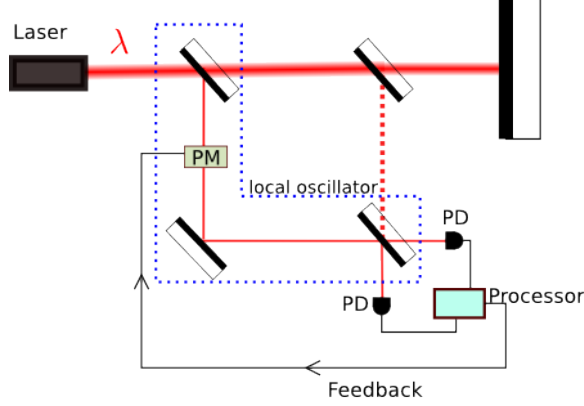 Laser
λ
PM
local oscillator
PD
PD
Processor
Feedback